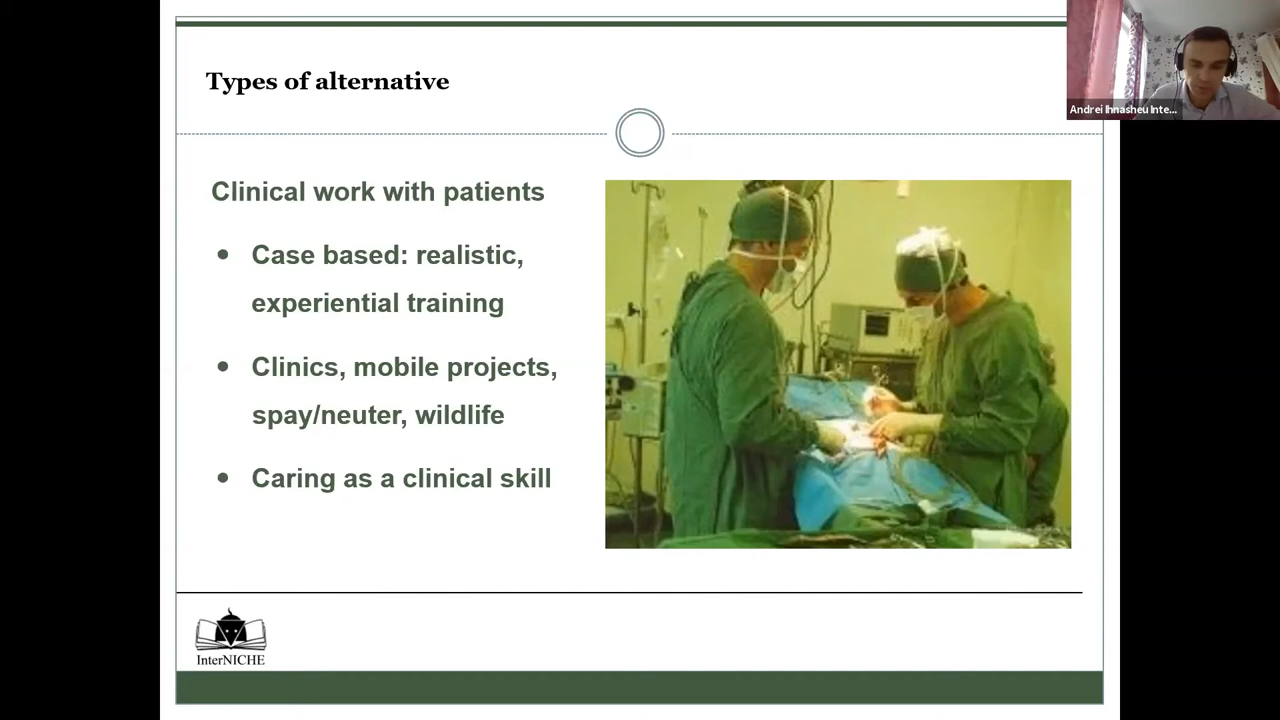 Types of alternative
Andrei Ihnasheu Inte...
Clinical work with patients
Case based: realistic,
experiential training
Clinics, mobile projects,
spay/neuter, wildlife
Caring as a clinical skill
InterNICHE